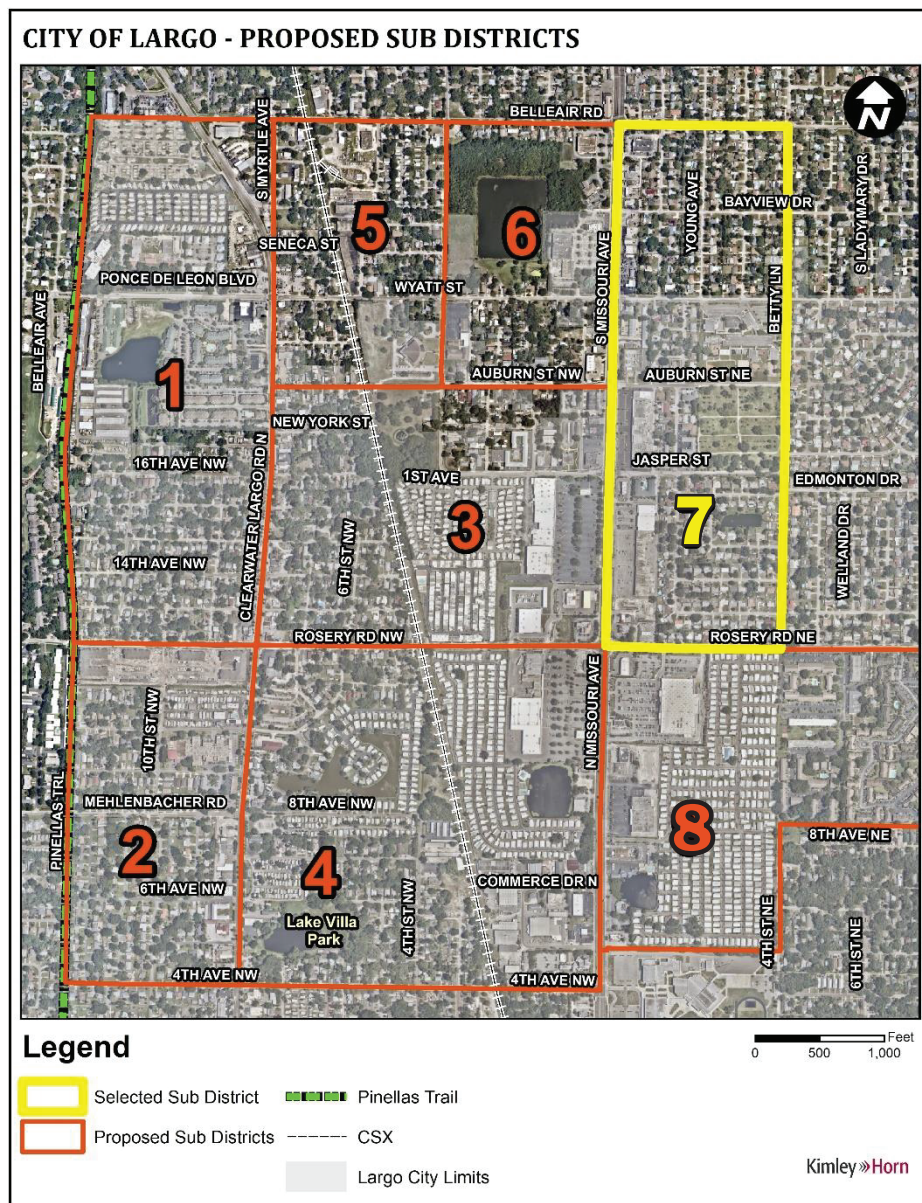 CITY OF LARGO - PROPOSED SUB DISTRICTS
BELLEAIR RD
S MYRTLE AVE
N
5
6
YOUNG AVE
BAYVIEW DR
S LADY MARY DR
SENECA ST
WYATT ST
PONCE DE LEON BLVD
S MISSOURI AVE
BETTY LN
BELLEAIR AVE
1
AUBURN ST NW
AUBURN ST NE
NEW YORK ST
16TH AVE NW
1ST AVE
JASPER ST
EDMONTON DR
CLEARWATER LARGO RD N
3
7
14TH AVE NW
6TH ST NW
WELLAND DR
ROSERY RD NW
ROSERY RD NE
10TH ST NW
N MISSOURI AVE
MEHLENBACHER RD
8TH AVE NW
8
8TH AVE NE
PINELLAS TRL
2
6TH AVE NW
4
COMMERCE DR N
Lake Villa
Park
4TH ST NW
4TH ST NE
6TH ST NE
4TH AVE NW
4TH AVE NW
Legend
Feet
0 500 1,000
Selected Sub District
Pinellas Trail
Proposed Sub Districts
CSX
Largo City Limits
Kimley»Horn